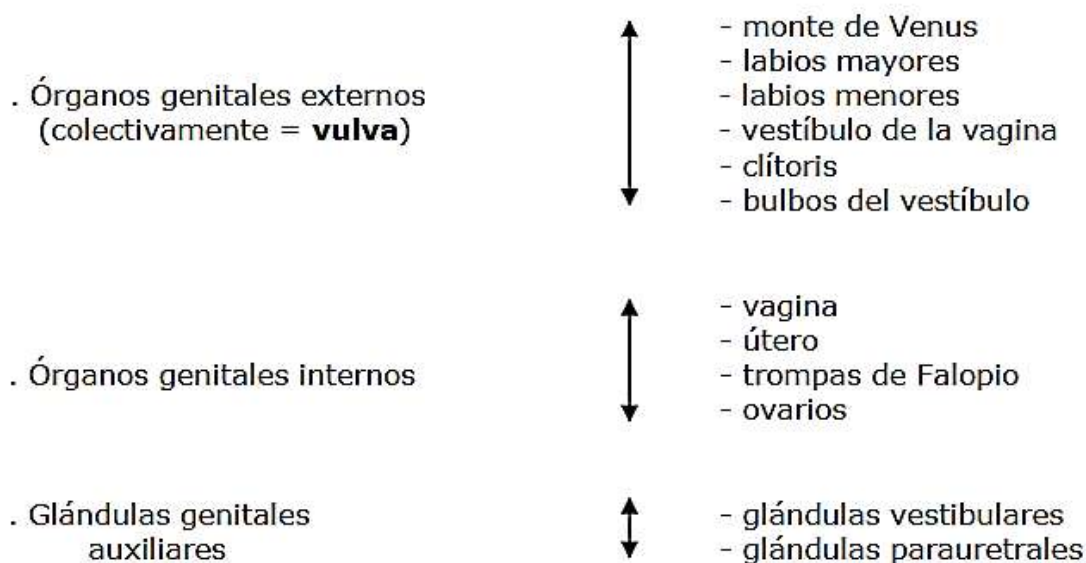 . Órganos genitales externos
(colectivamente = vulva)
- monte de Venus
- labios mayores
- labios menores
- vestíbulo de la vagina
- clítoris
- bulbos del vestíbulo
. Órganos genitales internos
- vagina
- útero
- trompas de Falopio
- ovarios
. Glándulas genitales
auxiliares
- glándulas vestibulares
- glándulas parauretrales